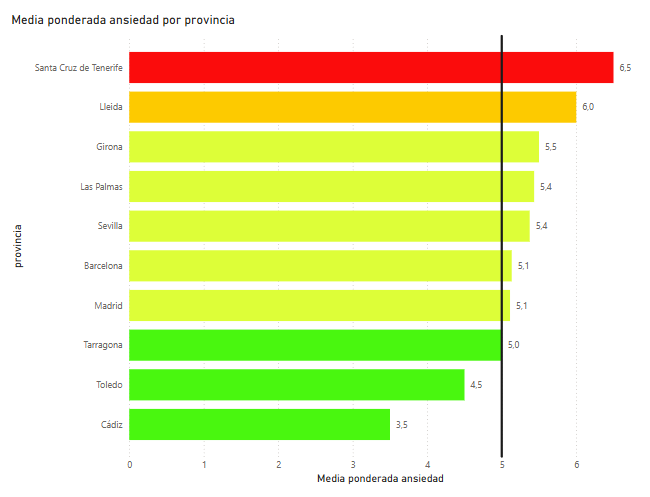 Media ponderada ansiedad por provincia
Santa Cruz de Tenerife 6,5
Lleida 6,0
Girona 5,5
Las Palmas 5,4
Sevilla 5,4
Barcelona 5,1
Madrid 5,1
Tarragona 5,0
Toledo 4,5
Cádiz 3,5
provincia
0 1 2 3 4 5 6
Media ponderada ansiedad